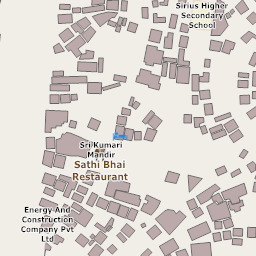 Sirius Higher
Secondary
School
Sri Kumari
Mandir
Sathi Bhai
Restaurant
Energy And
Construction
Company Pvt
Ltd